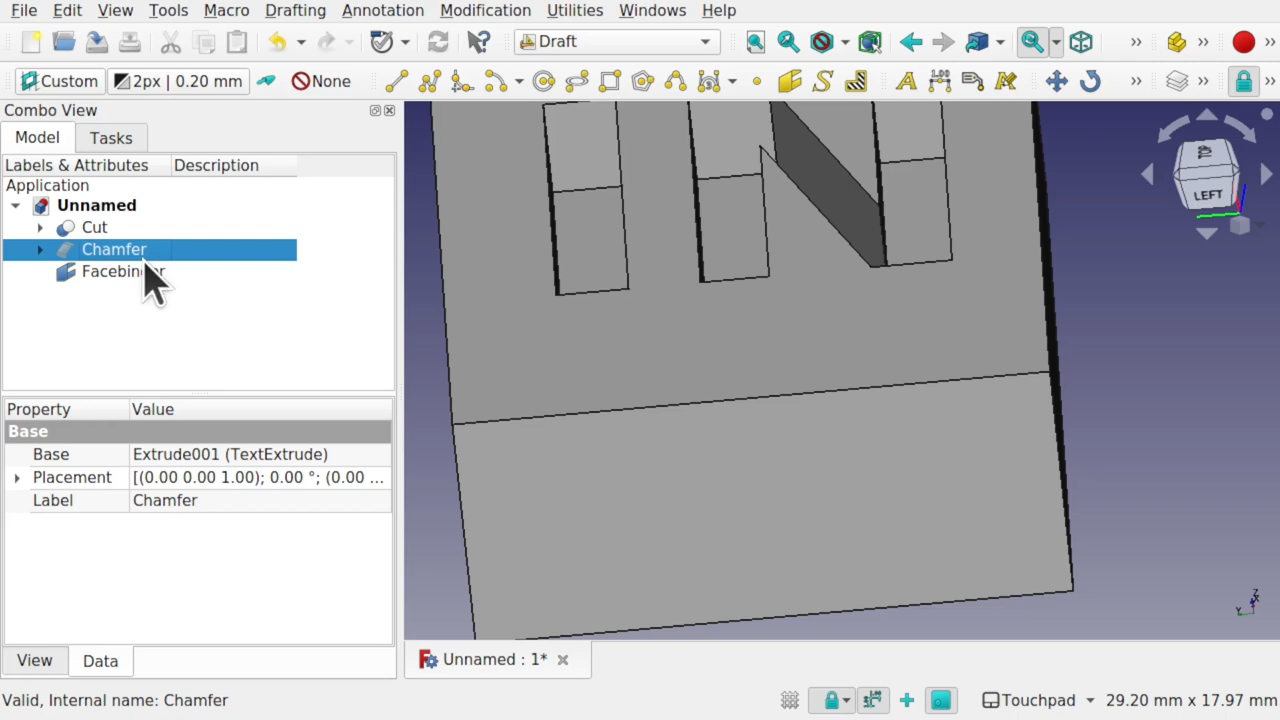 File Edit View Tools Macro Drafting Annotation Modification Utilities Windows Help
Draft
Custom 2px | 0.20 mm None
Combo View
Model Tasks
Labels & Attributes Description
Application
Unnamed
Cut
Chamfer
Facebinder
Property Value
Base
Base Extrude001 (TextExtrude)
Placement [(0.00 0.00 1.00); 0.00 °; (0.00 ...
Label Chamfer
LEFT
Z
X
Y
View Data
Unnamed : 1*
Valid, Internal name: Chamfer
Touchpad 29.20 mm x 17.97 mm